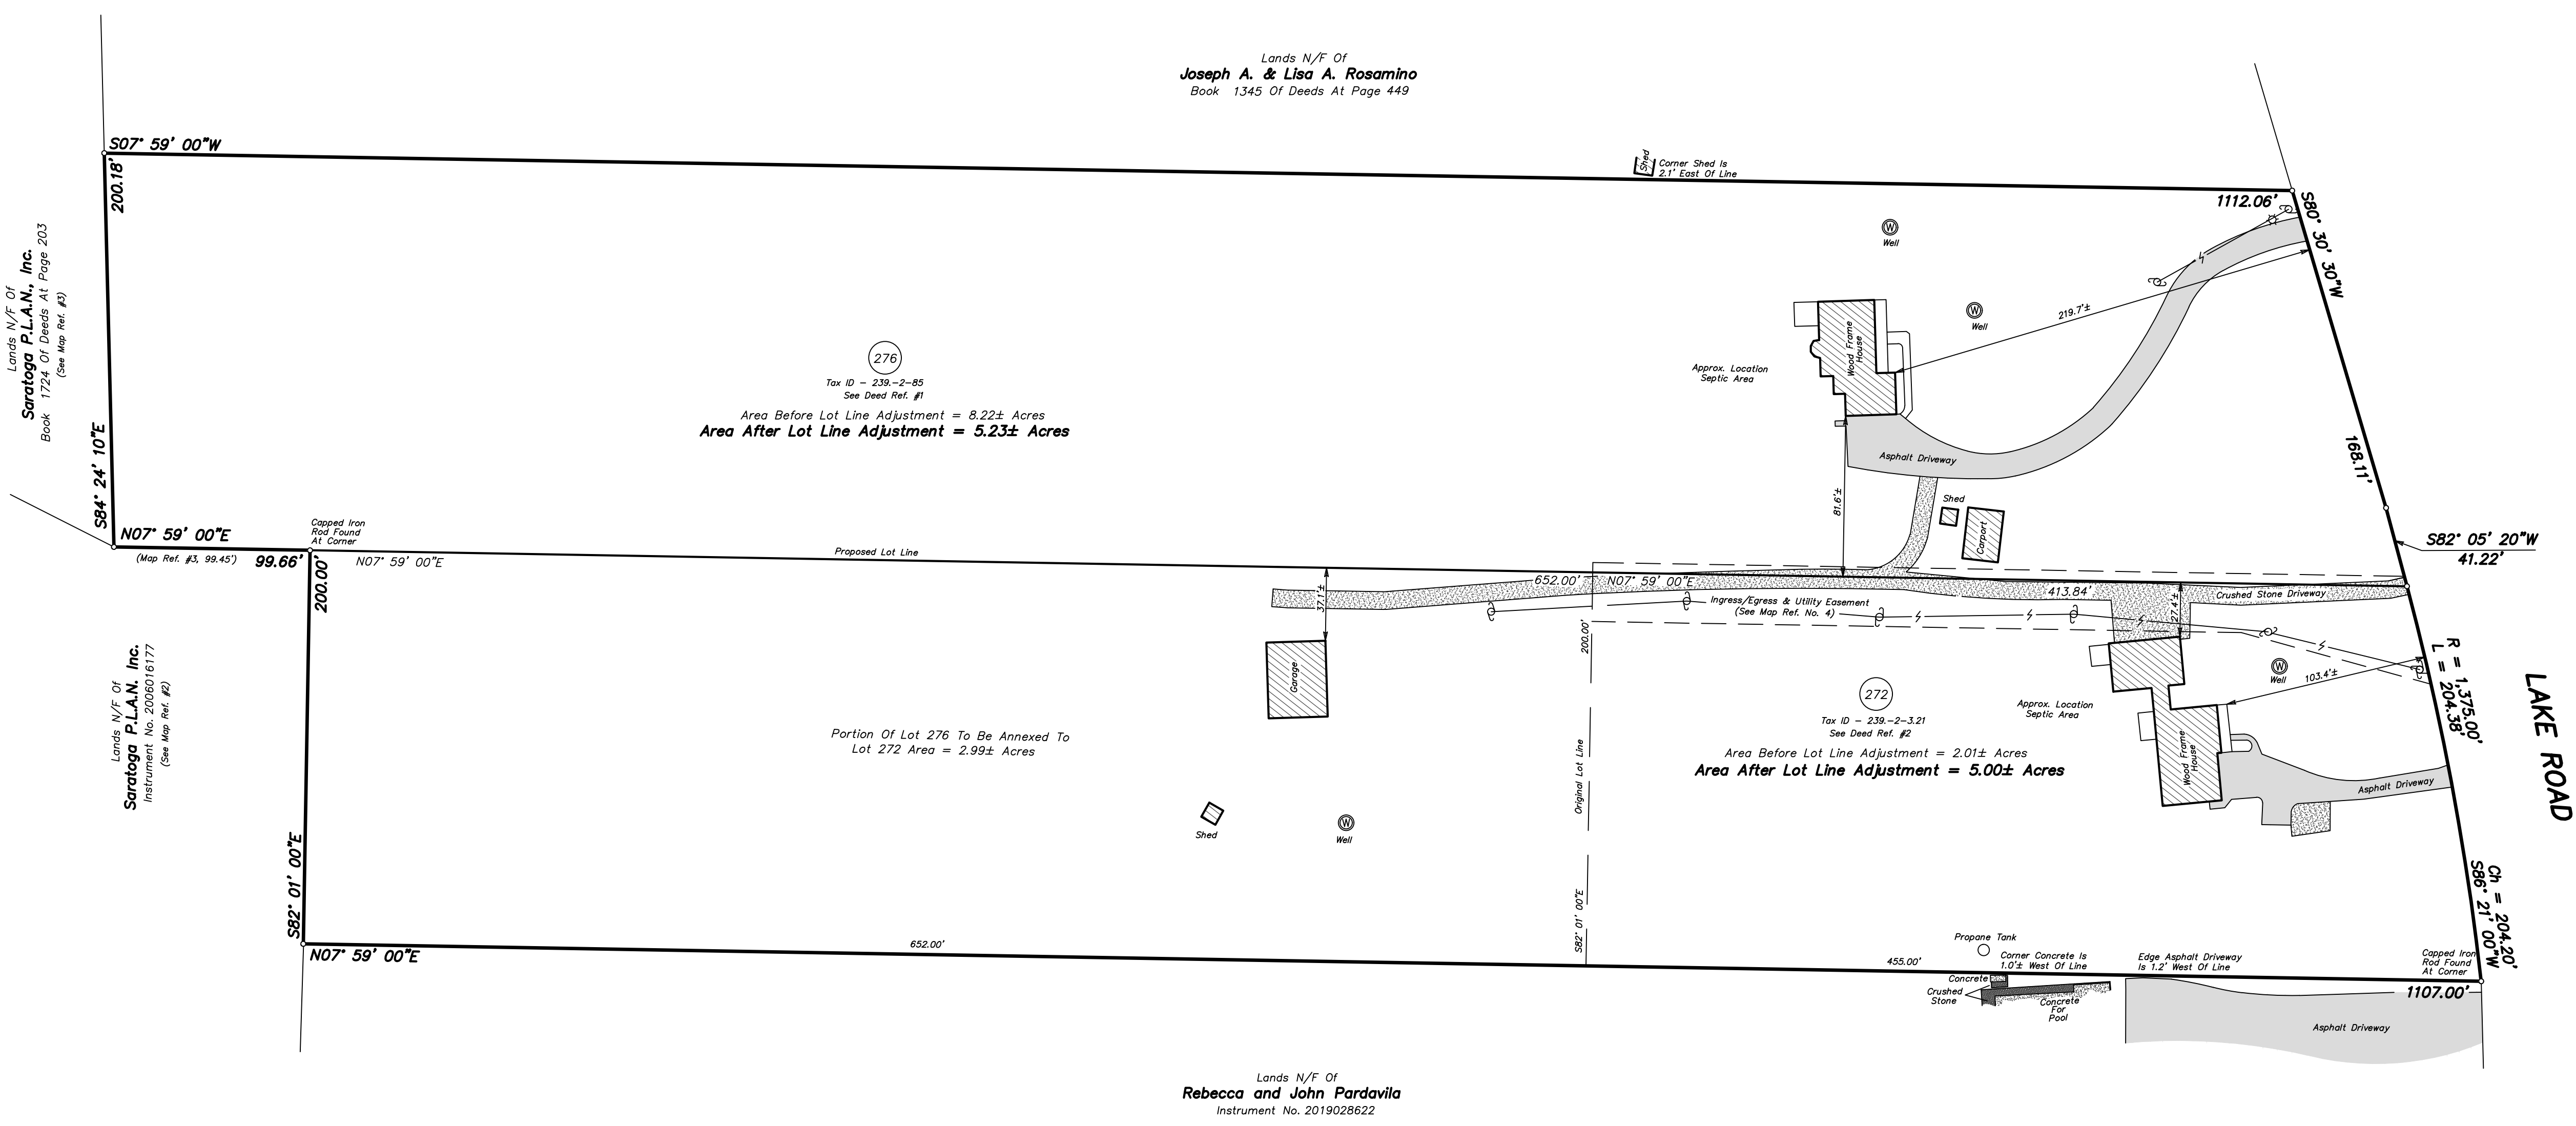 Lands N/F Of
Joseph A. & Lisa A. Rosamino
Book 1345 Of Deeds At Page 449
S07° 59' 00"W
200.18'
Shed
Corner Shed Is
2.1' East Of Line
1112.06'
S80° 30' 30"W
168.11'
Lands N/F Of
Saratoga P.L.A.N., Inc.
Book 1724 Of Deeds At Page 203
(See Map Ref. #3)
S84° 24' 10"E
W
Well
W
Well
219.7'±
Wood Frame
House
Approx. Location
Septic Area
276
Tax ID - 239.-2-85
See Deed Ref. #1
Area Before Lot Line Adjustment = 8.22± Acres
Area After Lot Line Adjustment = 5.23± Acres
Asphalt Driveway
81.6'±
Shed
Carport
N07° 59' 00"E
(Map Ref. #3, 99.45')
99.66'
Capped Iron
Rod Found
At Corner
N07° 59' 00"E
200.00'
Proposed Lot Line
652.00'
N07° 59' 00"E
413.84'
S82° 05' 20"W
41.22'
37.1'±
Ingress/Egress & Utility Easement
(See Map Ref. No. 4)
Crushed Stone Driveway
27.4'±
200.00'
Garage
Lands N/F Of
Saratoga P.L.A.N. Inc.
Instrument No. 2006016177
(See Map Ref. #2)
Portion Of Lot 276 To Be Annexed To
Lot 272 Area = 2.99± Acres
Original Lot Line
272
Tax ID - 239.-2-3.21
See Deed Ref. #2
Area Before Lot Line Adjustment = 2.01± Acres
Area After Lot Line Adjustment = 5.00± Acres
Approx. Location
Septic Area
W
Well
103.4'±
Wood Frame
House
Asphalt Driveway
R = 1,375.00'
L = 204.38'
LAKE ROAD
Shed
W
Well
S82° 01' 00"E
S82° 01' 00"E
Ch = 204.20'
S86° 21' 00"W
N07° 59' 00"E
652.00'
455.00'
Propane Tank
Corner Concrete Is
1.0'± West Of Line
Edge Asphalt Driveway
Is 1.2' West Of Line
Capped Iron
Rod Found
At Corner
1107.00'
Concrete
Crushed
Stone
Concrete
For
Pool
Asphalt Driveway
Lands N/F Of
Rebecca and John Pardavila
Instrument No. 2019028622